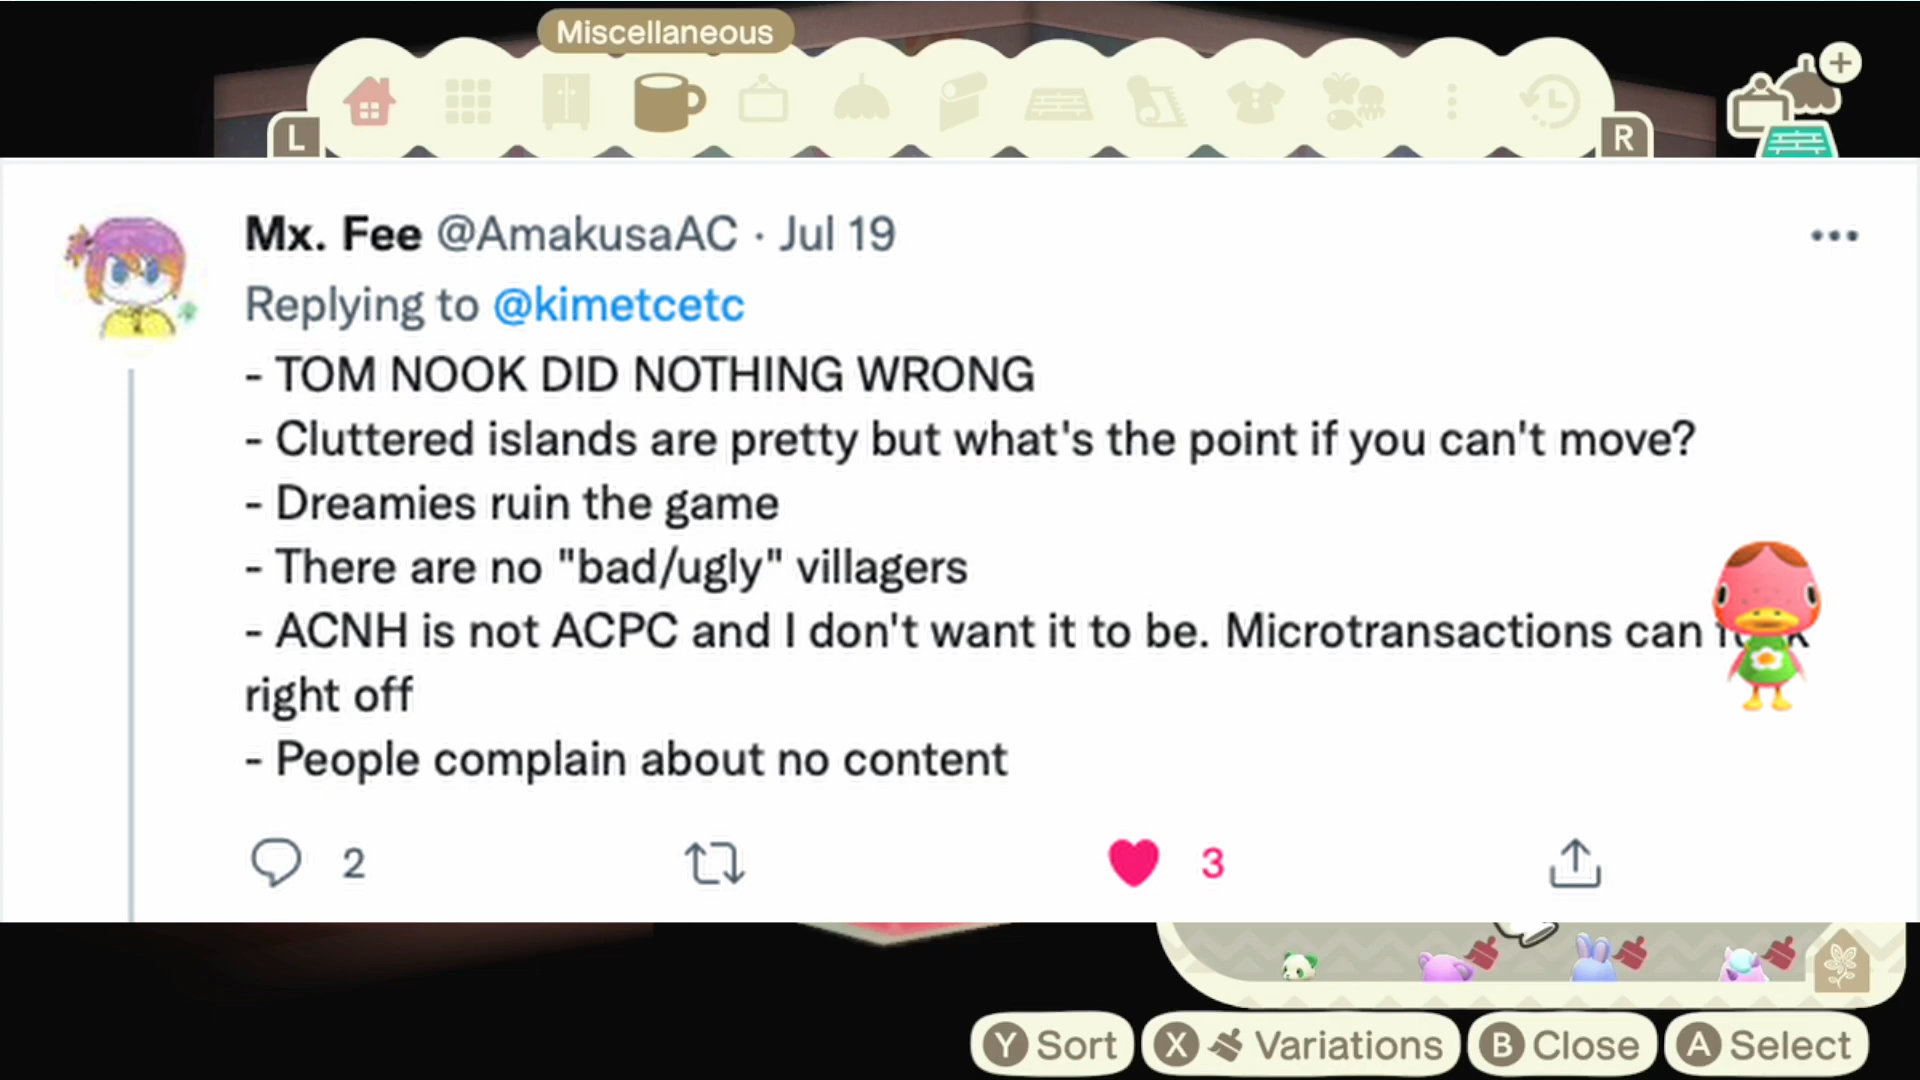 Miscellaneous
L
R
Mx. Fee @AmakusaAC · Jul 19
Replying to @kimetcetc
- TOM NOOK DID NOTHING WRONG
- Cluttered islands are pretty but what's the point if you can't move?
- Dreamies ruin the game
- There are no "bad/ugly" villagers
- ACNH is not ACPC and I don't want it to be. Microtransactions can
right off
- People complain about no content
2
3
Y Sort
X Variations
B Close
A Select